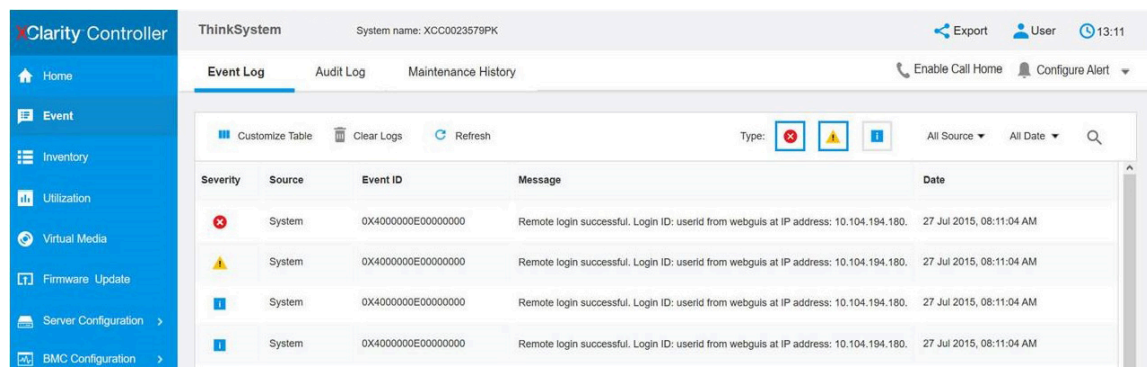 XClarity Controller
ThinkSystem System name: XCC0023579PK Export User 13:11
Home
Event Log Audit Log Maintenance History Enable Call Home Configure Alert
Event
Customize Table Clear Logs Refresh Type: All Source All Date
Inventory
Severity Source Event ID Message Date
Utilization
System 0X4000000E00000000 Remote login successful. Login ID: userid from webguis at IP address: 10.104.194.180. 27 Jul 2015, 08:11:04 AM
Virtual Media
System 0X4000000E00000000 Remote login successful. Login ID: userid from webguis at IP address: 10.104.194.180. 27 Jul 2015, 08:11:04 AM
Firmware Update
System 0X4000000E00000000 Remote login successful. Login ID: userid from webguis at IP address: 10.104.194.180. 27 Jul 2015, 08:11:04 AM
Server Configuration
System 0X4000000E00000000 Remote login successful. Login ID: userid from webguis at IP address: 10.104.194.180. 27 Jul 2015, 08:11:04 AM
BMC Configuration